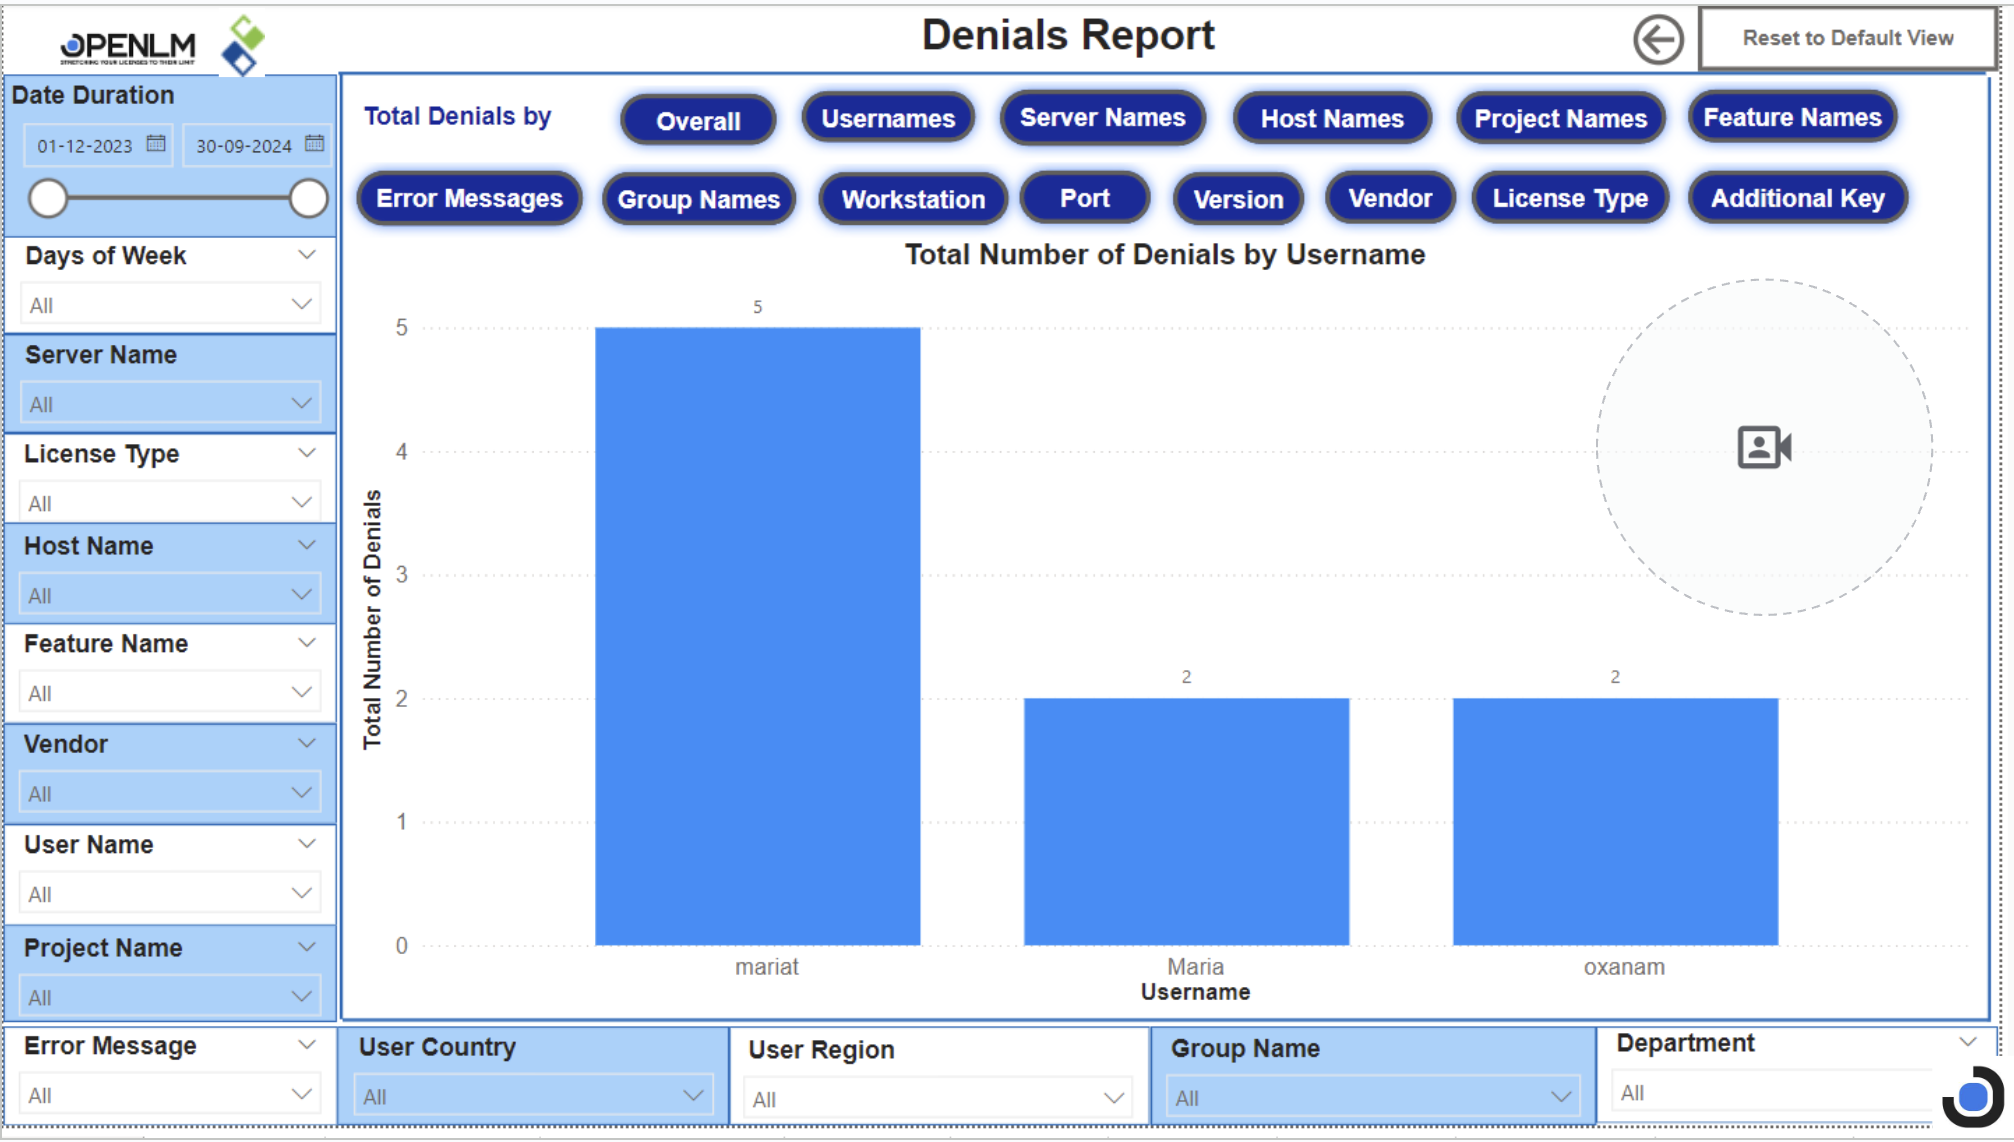 OPENLM
STRETCHING YOUR LICENSES TO THEIR LIMIT
Denials Report
Reset to Default View
Date Duration
01-12-2023
30-09-2024
Days of Week
All
Server Name
All
License Type
All
Host Name
All
Feature Name
All
Vendor
All
User Name
All
Project Name
All
Error Message
All
Total Denials by
Overall
Usernames
Server Names
Host Names
Project Names
Feature Names
Error Messages
Group Names
Workstation
Port
Version
Vendor
License Type
Additional Key
Total Number of Denials by Username
Total Number of Denials
5
4
3
2
1
0
5
2
2
mariat
Maria
oxanam
Username
User Country
All
User Region
All
Group Name
All
Department
All